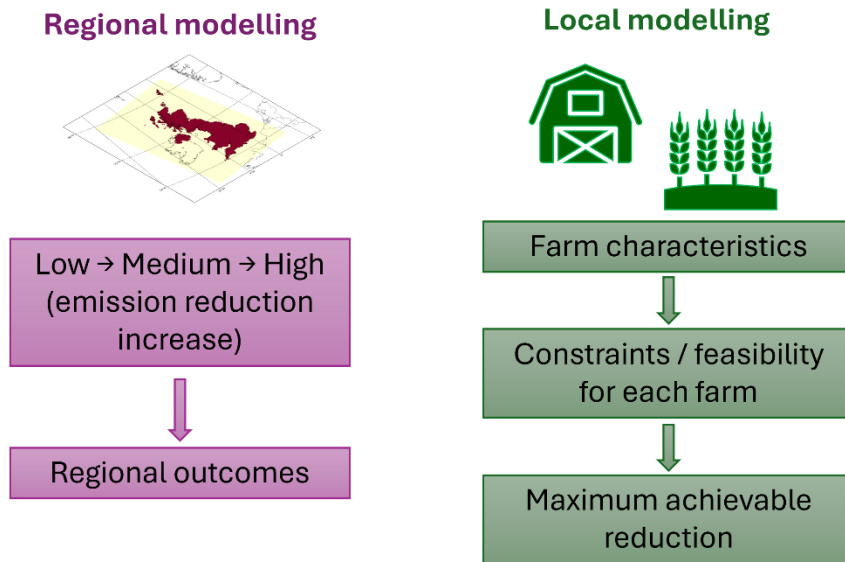 Regional modelling
Low → Medium → High
(emission reduction
increase)
Regional outcomes
Local modelling
Farm characteristics
Constraints / feasibility
for each farm
Maximum achievable
reduction